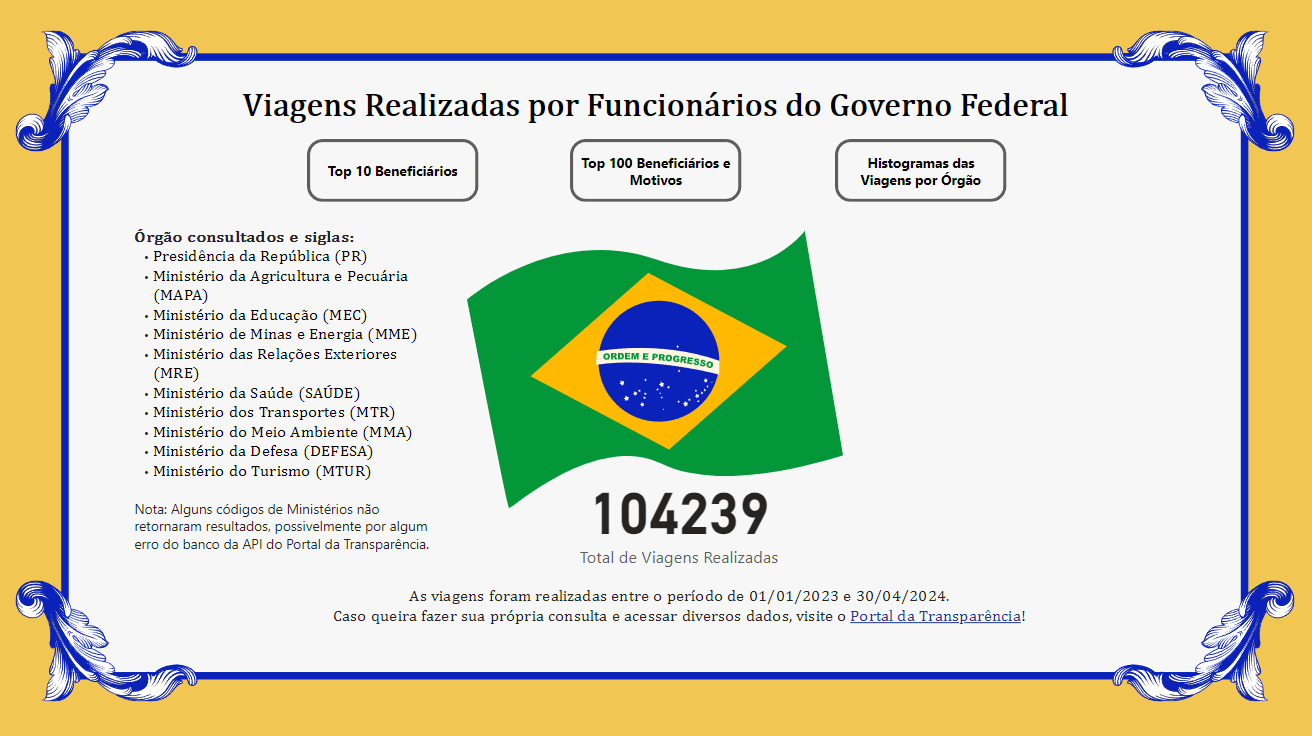 Viagens Realizadas por Funcionários do Governo Federal
Top 10 Beneficiários
Top 100 Beneficiários e
Motivos
Histogramas das
Viagens por Órgão
Órgão consultados e siglas:
• Presidência da República (PR)
• Ministério da Agricultura e Pecuária
(MAPA)
• Ministério da Educação (MEC)
• Ministério de Minas e Energia (MME)
• Ministério das Relações Exteriores
(MRE)
• Ministério da Saúde (SAÚDE)
• Ministério dos Transportes (MTR)
• Ministério do Meio Ambiente (MMA)
• Ministério da Defesa (DEFESA)
• Ministério do Turismo (MTUR)
Nota: Alguns códigos de Ministérios não
retornaram resultados, possivelmente por algum
erro do banco da API do Portal da Transparência.
ORDEM E PROGRESSO
104239
Total de Viagens Realizadas
As viagens foram realizadas entre o período de 01/01/2023 e 30/04/2024.
Caso queira fazer sua própria consulta e acessar diversos dados, visite o Portal da Transparência!